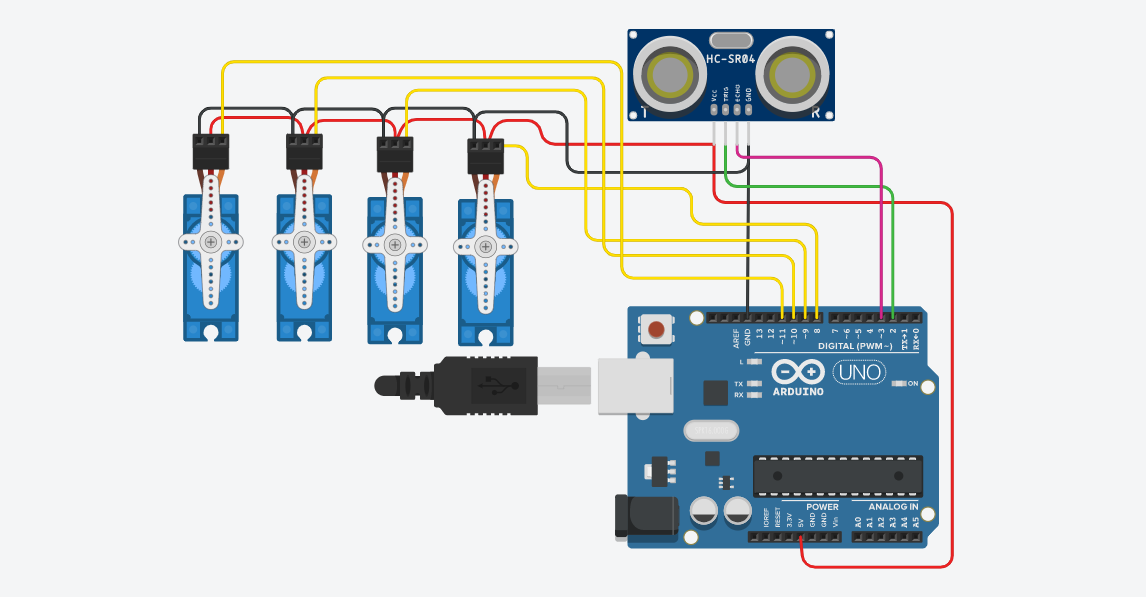 HC-SR04
VCC
TRIG
ECHO
GND
T
R
AREF
GND
13
12
~11
~10
~9
8
7
~6
~5
4
~3
2
TX→1
RX←0
DIGITAL (PWM~)
L
TX
RX
UNO
ARDUINO
ON
POWER
ANALOG IN
IOREF
RESET
3.3V
5V
GND
GND
Vin
A0
A1
A2
A3
A4
A5